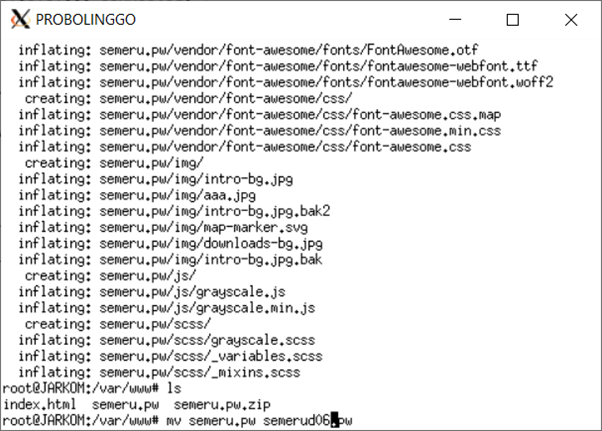 PROBOLINGGO
inflating: semeru.pw/vendor/font-awesome/fonts/FontAwesome.otf
inflating: semeru.pw/vendor/font-awesome/fonts/fontawesome-webfont.ttf
inflating: semeru.pw/vendor/font-awesome/fonts/fontawesome-webfont.woff2
creating: semeru.pw/vendor/font-awesome/css/
inflating: semeru.pw/vendor/font-awesome/css/font-awesome.css.map
inflating: semeru.pw/vendor/font-awesome/css/font-awesome.min.css
inflating: semeru.pw/vendor/font-awesome/css/font-awesome.css
creating: semeru.pw/img/
inflating: semeru.pw/img/intro-bg.jpg
inflating: semeru.pw/img/aaa.jpg
inflating: semeru.pw/img/intro-bg.jpg.bak2
inflating: semeru.pw/img/map-marker.svg
inflating: semeru.pw/img/downloads-bg.jpg
inflating: semeru.pw/img/intro-bg.jpg.bak
creating: semeru.pw/js/
inflating: semeru.pw/js/grayscale.js
inflating: semeru.pw/js/grayscale.min.js
creating: semeru.pw/scss/
inflating: semeru.pw/scss/grayscale.scss
inflating: semeru.pw/scss/_variables.scss
inflating: semeru.pw/scss/_mixins.scss
root@JARKOM:/var/www# ls
index.html  semeru.pw  semeru.pw.zip
root@JARKOM:/var/www# mv semeru.pw semerud06.pw